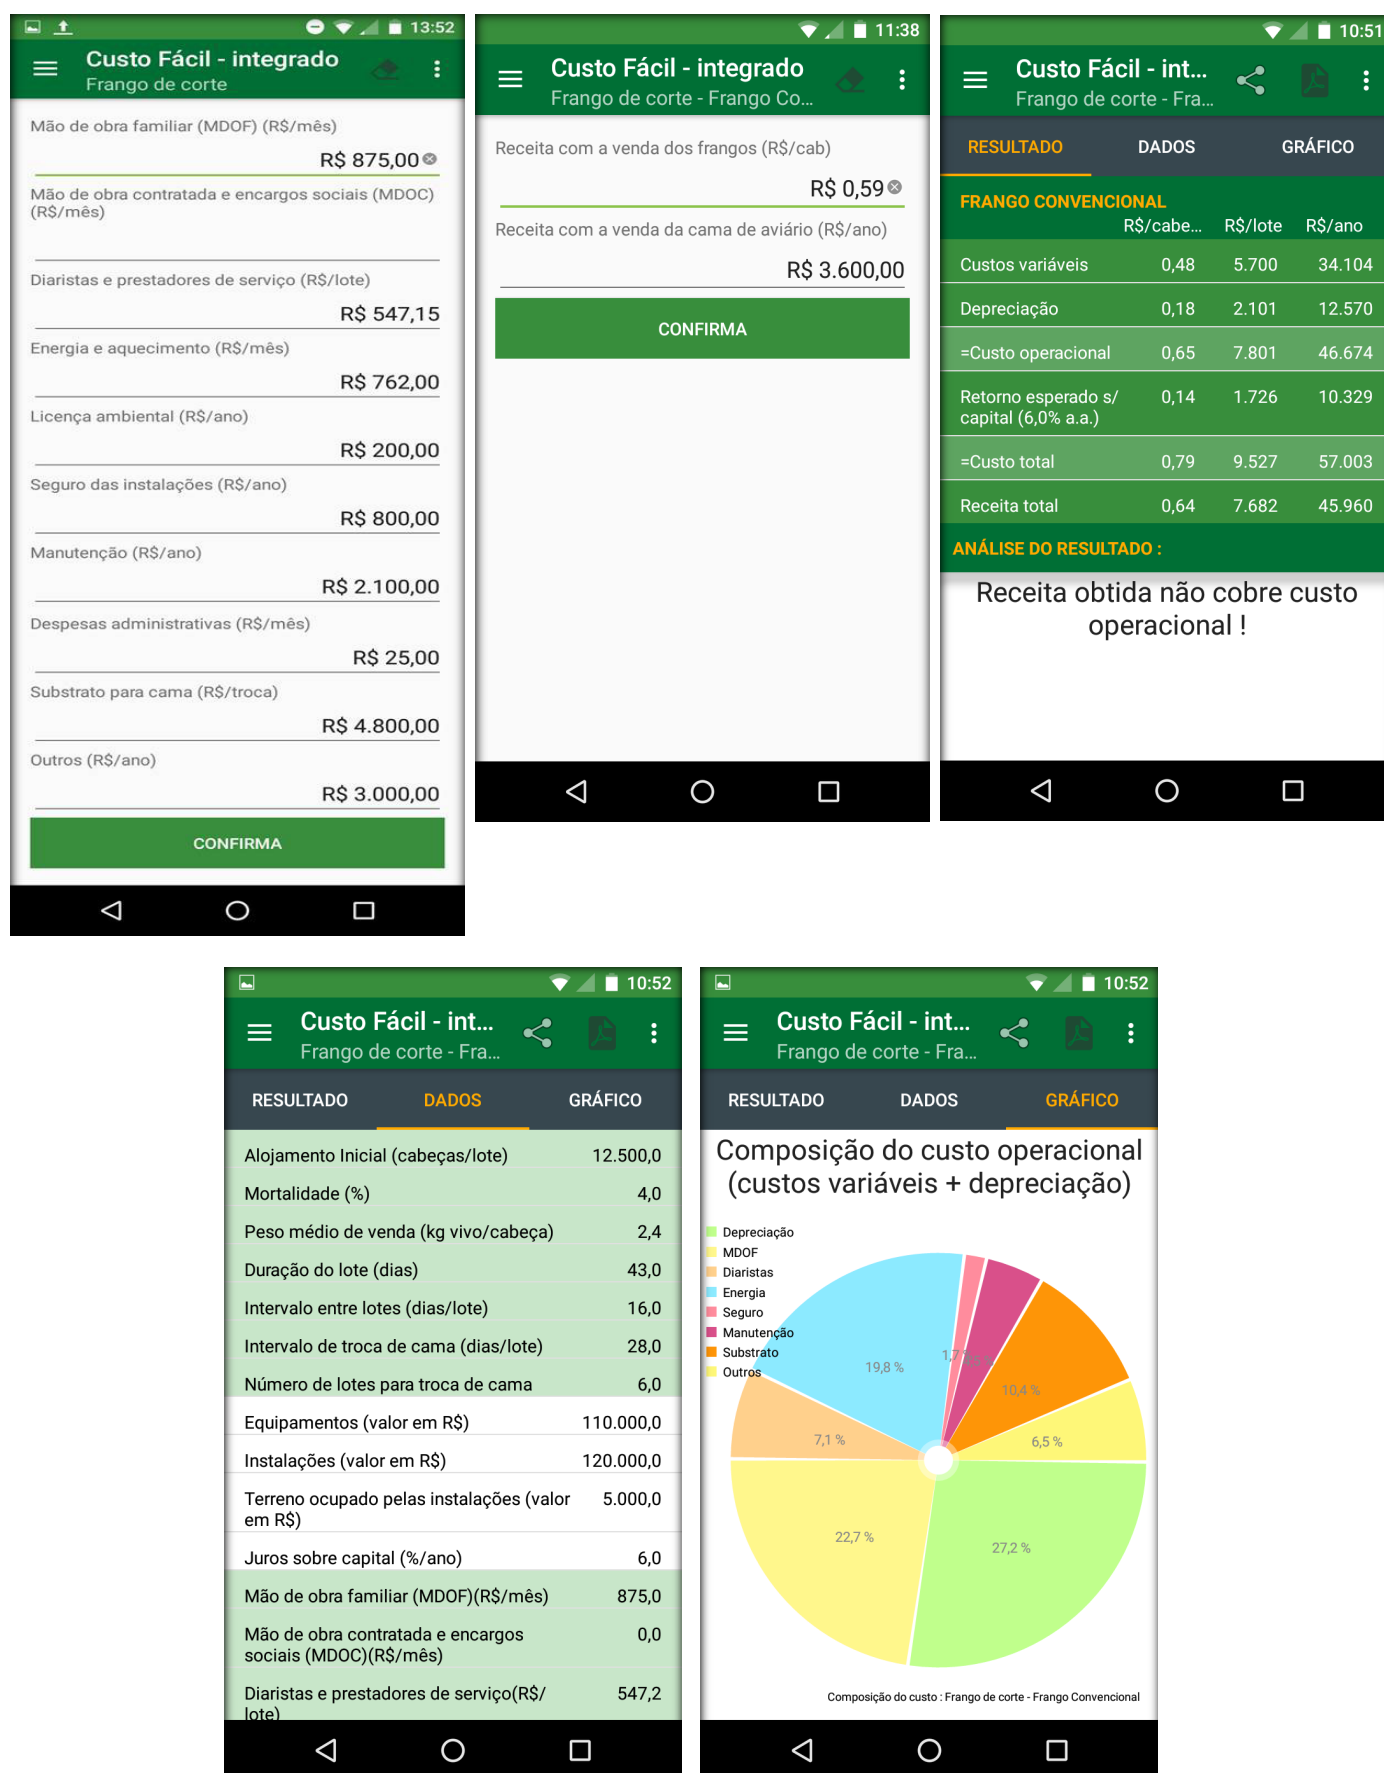 13:52
Custo Fácil - integrado
Frango de corte
Mão de obra familiar (MDOF) (R$/mês)
R$ 875,00
Mão de obra contratada e encargos sociais (MDOC)
(R$/mês)
Diaristas e prestadores de serviço (R$/lote)
R$ 547,15
Energia e aquecimento (R$/mês)
R$ 762,00
Licença ambiental (R$/ano)
R$ 200,00
Seguro das instalações (R$/ano)
R$ 800,00
Manutenção (R$/ano)
R$ 2.100,00
Despesas administrativas (R$/mês)
R$ 25,00
Substrato para cama (R$/troca)
R$ 4.800,00
Outros (R$/ano)
R$ 3.000,00
CONFIRMA
11:38
Custo Fácil - integrado
Frango de corte - Frango Co...
Receita com a venda dos frangos (R$/cab)
R$ 0,59
Receita com a venda da cama de aviário (R$/ano)
R$ 3.600,00
CONFIRMA
10:51
Custo Fácil - int...
Frango de corte - Fra...
RESULTADO DADOS GRÁFICO
FRANGO CONVENCIONAL
R$/cabe... R$/lote R$/ano
Custos variáveis 0,48 5.700 34.104
Depreciação 0,18 2.101 12.570
=Custo operacional 0,65 7.801 46.674
Retorno esperado s/ 0,14 1.726 10.329
capital (6,0% a.a.)
=Custo total 0,79 9.527 57.003
Receita total 0,64 7.682 45.960
ANÁLISE DO RESULTADO :
Receita obtida não cobre custo
operacional !
10:52
Custo Fácil - int...
Frango de corte - Fra...
RESULTADO DADOS GRÁFICO
Alojamento Inicial (cabeças/lote) 12.500,0
Mortalidade (%) 4,0
Peso médio de venda (kg vivo/cabeça) 2,4
Duração do lote (dias) 43,0
Intervalo entre lotes (dias/lote) 16,0
Intervalo de troca de cama (dias/lote) 28,0
Número de lotes para troca de cama 6,0
Equipamentos (valor em R$) 110.000,0
Instalações (valor em R$) 120.000,0
Terreno ocupado pelas instalações (valor 5.000,0
em R$)
Juros sobre capital (%/ano) 6,0
Mão de obra familiar (MDOF)(R$/mês) 875,0
Mão de obra contratada e encargos 0,0
sociais (MDOC)(R$/mês)
Diaristas e prestadores de serviço(R$/ 547,2
lote)
10:52
Custo Fácil - int...
Frango de corte - Fra...
RESULTADO DADOS GRÁFICO
Composição do custo operacional
(custos variáveis + depreciação)
Depreciação
MDOF
Diaristas
Energia
Seguro
Manutenção
Substrato
Outros
19,8 %
1,7
10,4 %
7,1 %
6,5 %
22,7 %
27,2 %
Composição do custo : Frango de corte - Frango Convencional